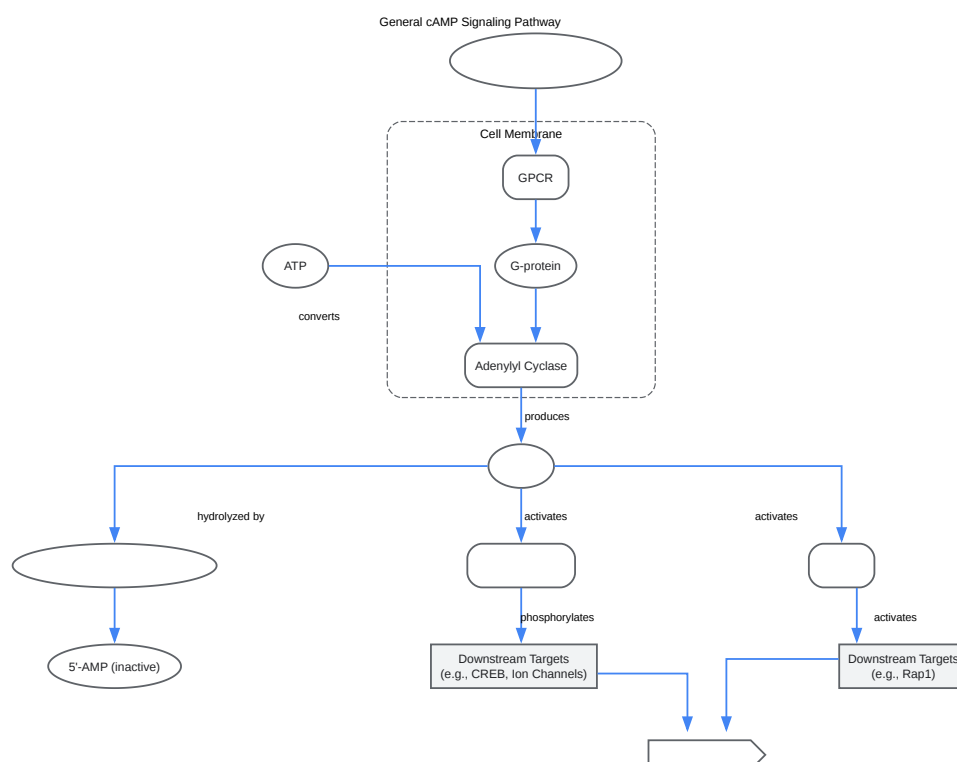 General cAMP Signaling Pathway
Cell Membrane
GPCR
ATP
G-protein
converts
Adenylyl Cyclase
produces
hydrolyzed by
activates
activates
phosphorylates
activates
5'-AMP (inactive)
Downstream Targets
(e.g., CREB, Ion Channels)
Downstream Targets
(e.g., Rap1)